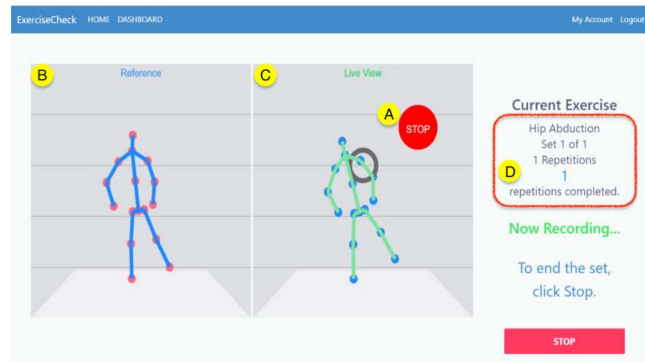 ExerciseCheck HOME DASHBOARD My Account Logout
B Reference C Live View
A STOP
Current Exercise
Hip Abduction
Set 1 of 1
1 Repetitions
D 1
repetitions completed.
Now Recording...
To end the set,
click Stop.
STOP